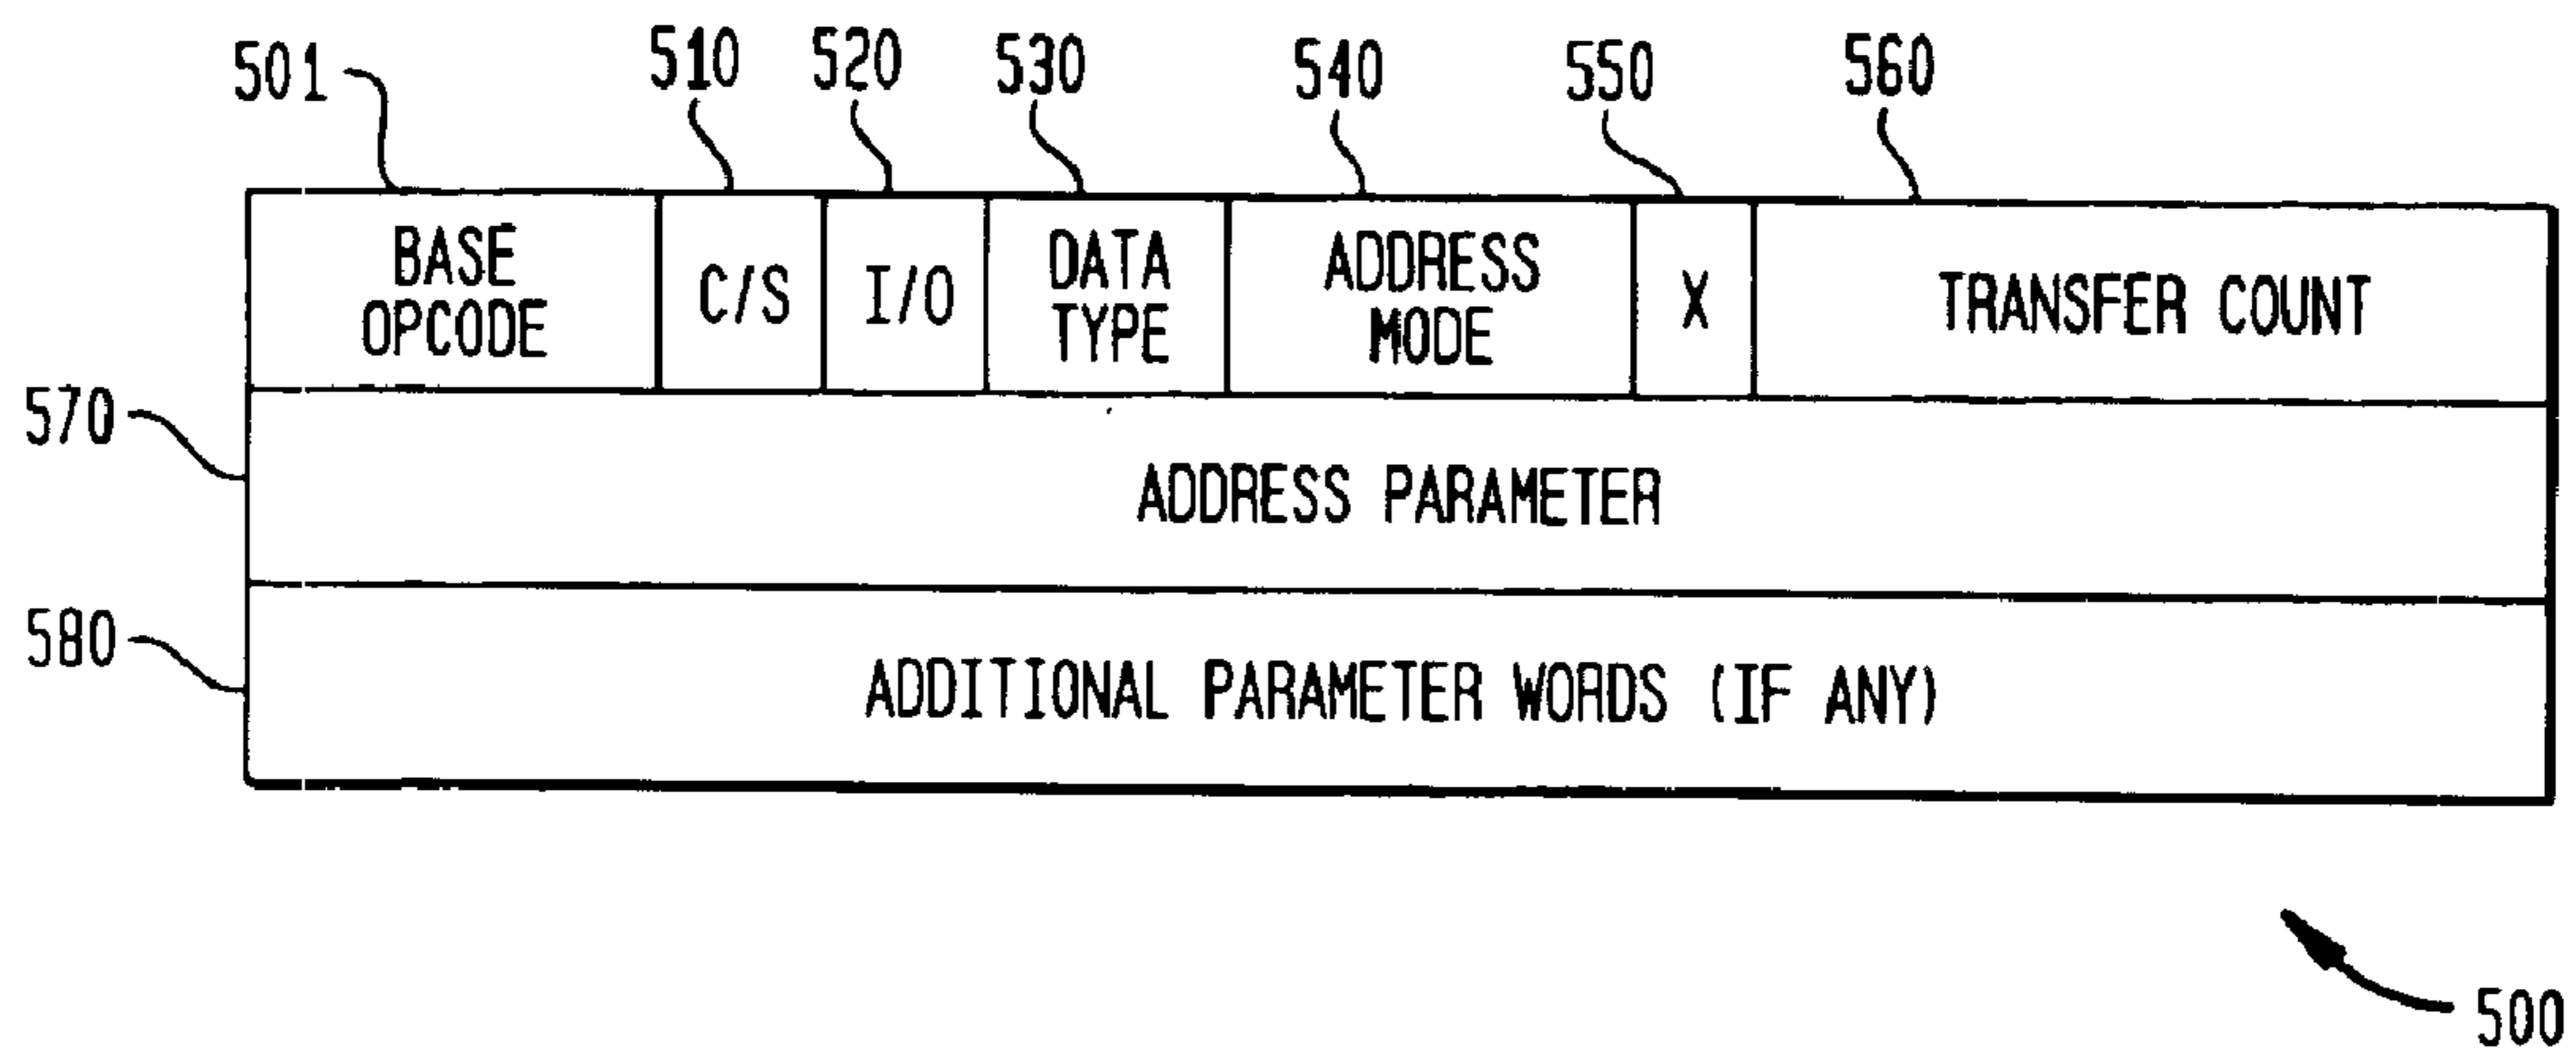 501 510 520 530 540 550 560
BASE OPCODE C/S I/O DATA TYPE ADDRESS MODE X TRANSFER COUNT
570
ADDRESS PARAMETER
580
ADDITIONAL PARAMETER WORDS (IF ANY)
500